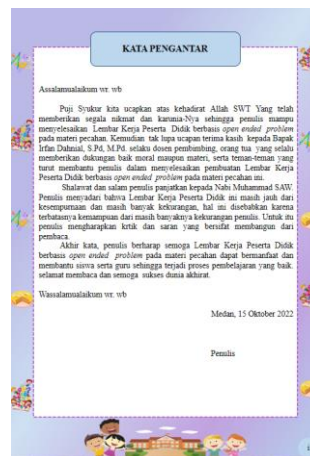 KATA PENGANTAR
Assalamualaikum wr. wb
Puji Syukur kita ucapkan atas kehadirat Allah SWT Yang telah
memberikan segala nikmat dan karunia-Nya sehingga penulis mampu
menyelesaikan Lembar Kerja Peserta Didik berbasis open ended problem
pada materi pecahan. Kemudian tak lupa ucapan terima kasih kepada Bapak
Irfan Dahnial, S.Pd, M.Pd. selaku dosen pembimbing, orang tua yang selalu
memberikan dukungan baik moral maupun materi, serta teman-teman yang
turut membantu penulis dalam menyelesaikan pembuatan Lembar Kerja
Peserta Didik berbasis open ended problem pada materi pecahan ini.
Shalawat dan salam penulis panjatkan kepada Nabi Muhammad SAW.
Penulis menyadari bahwa Lembar Kerja Peserta Didik ini masih jauh dari
kesempurnaan dan masih banyak kekurangan, hal ini disebabkan karena
terbatasnya kemampuan dari masih banyaknya kekurangan penulis. Untuk itu
penulis mengharapkan krtik dan saran yang bersifat membangun dari
pembaca.
Akhir kata, penulis berharap semoga Lembar Kerja Peserta Didik
berbasis open ended problem pada materi pecahan dapat bermanfaat dan
membantu siswa serta guru sehingga terjadi proses pembelajaran yang baik.
selamat membaca dan semoga sukses dunia akhirat.
Wassalamualaikum wr. wb
Medan, 15 Oktober 2022
Penulis